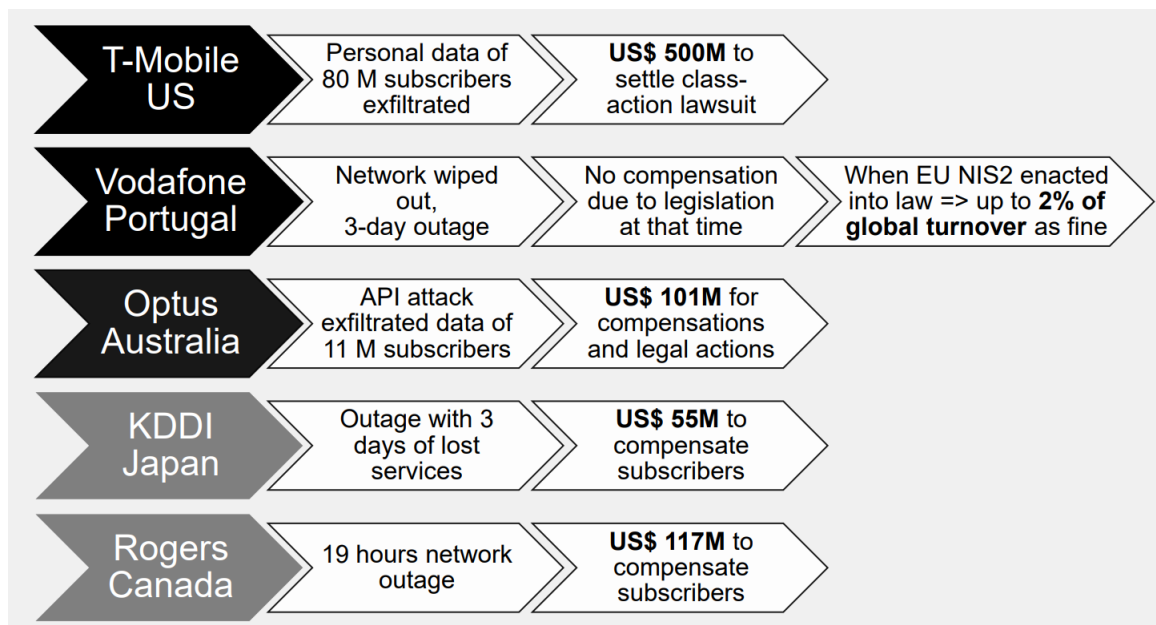 T-Mobile
US
Personal data of
80 M subscribers
exfiltrated
US$ 500M to
settle class-
action lawsuit
Vodafone
Portugal
Network wiped
out,
3-day outage
No compensation
due to legislation
at that time
When EU NIS2 enacted
into law => up to 2% of
global turnover as fine
Optus
Australia
API attack
exfiltrated data of
11 M subscribers
US$ 101M for
compensations
and legal actions
KDDI
Japan
Outage with 3
days of lost
services
US$ 55M to
compensate
subscribers
Rogers
Canada
19 hours network
outage
US$ 117M to
compensate
subscribers